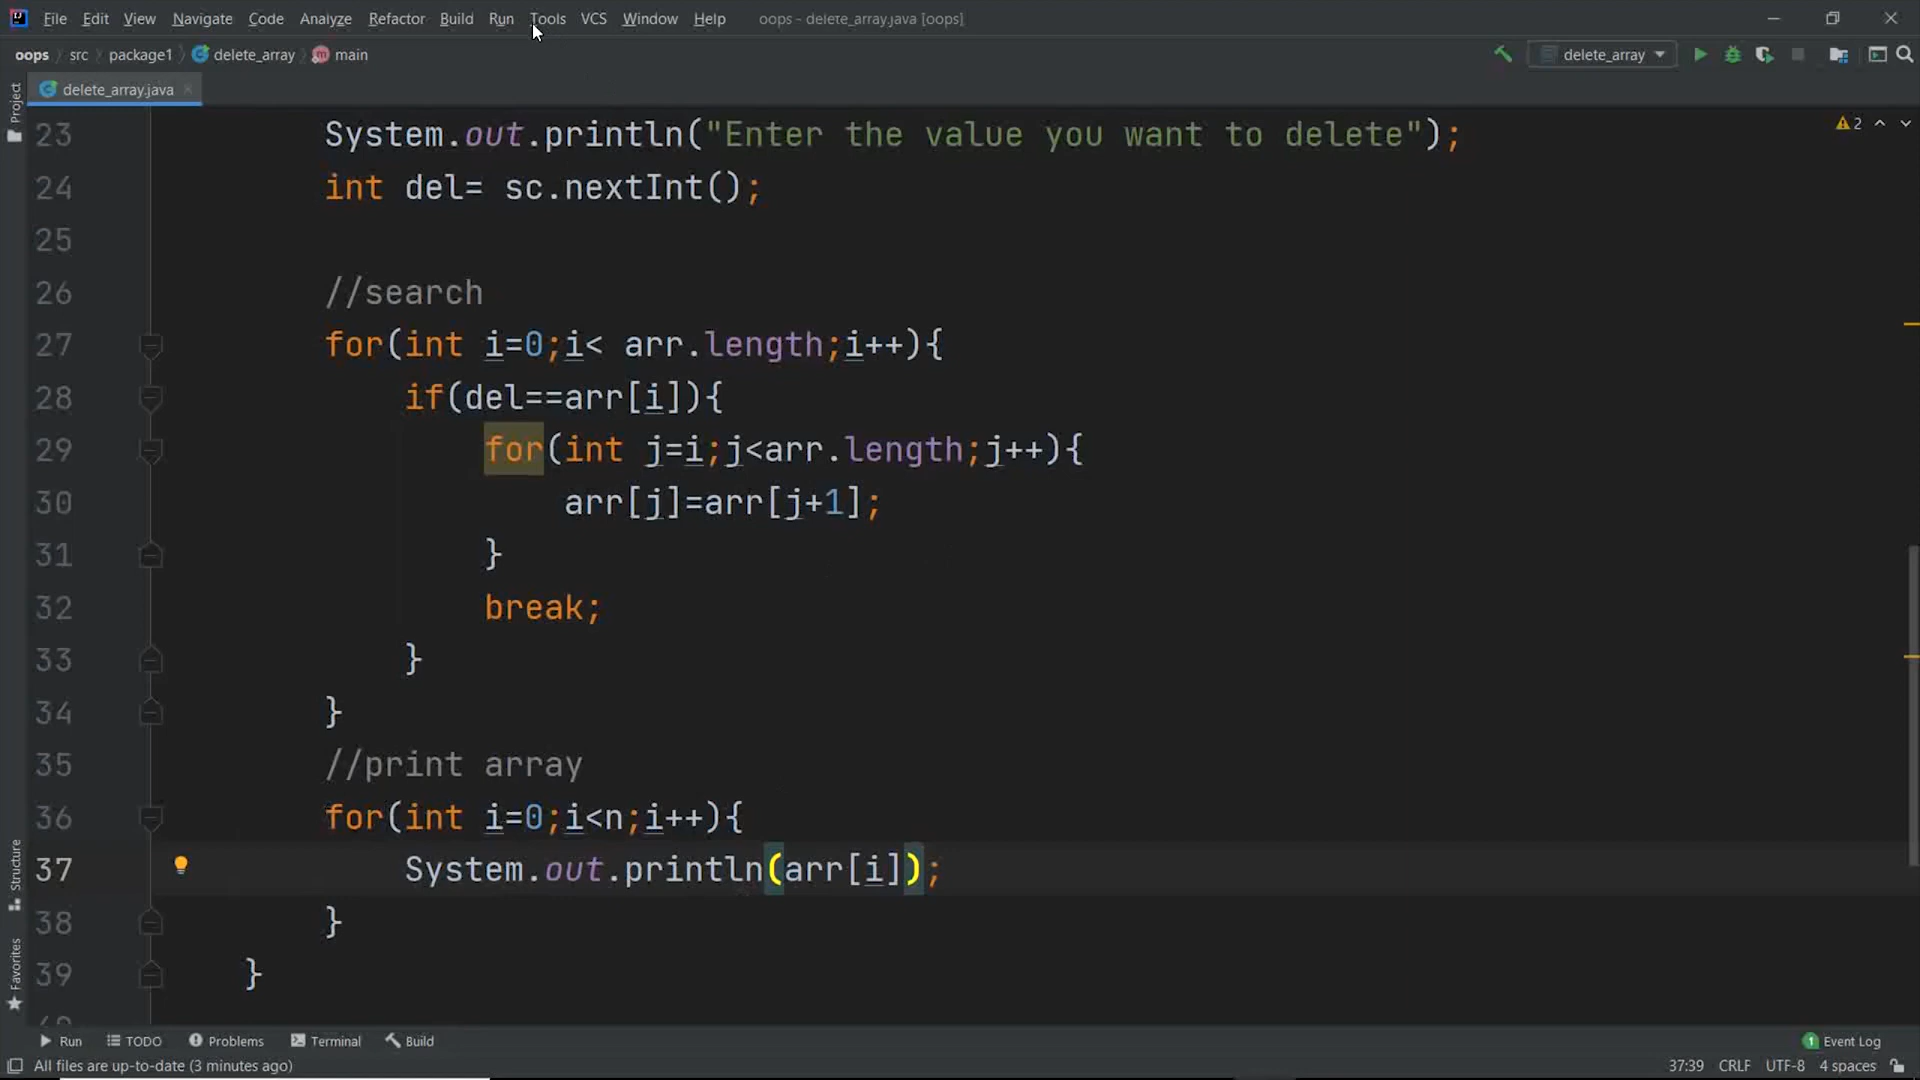 File Edit View Navigate Code Analyze Refactor Build Run Tools VCS Window Help oops - delete_array.java [oops]
oops src package1 delete_array main delete_array
delete_array.java
Project
23 System.out.println("Enter the value you want to delete");
2
24 int del= sc.nextInt();
25
26 //search
27 for(int i=0;i< arr.length;i++){
28 if(del==arr[i]){
29 for(int j=i;j<arr.length;j++){
30 arr[j]=arr[j+1];
31 }
32 break;
33 }
34 }
35 //print array
36 for(int i=0;i<n;i++){
37 System.out.println(arr[i]);
38 }
39 }
Structure
Favorites
Run TODO Problems Terminal Build 1 Event Log
All files are up-to-date (3 minutes ago) 37:39 CRLF UTF-8 4 spaces